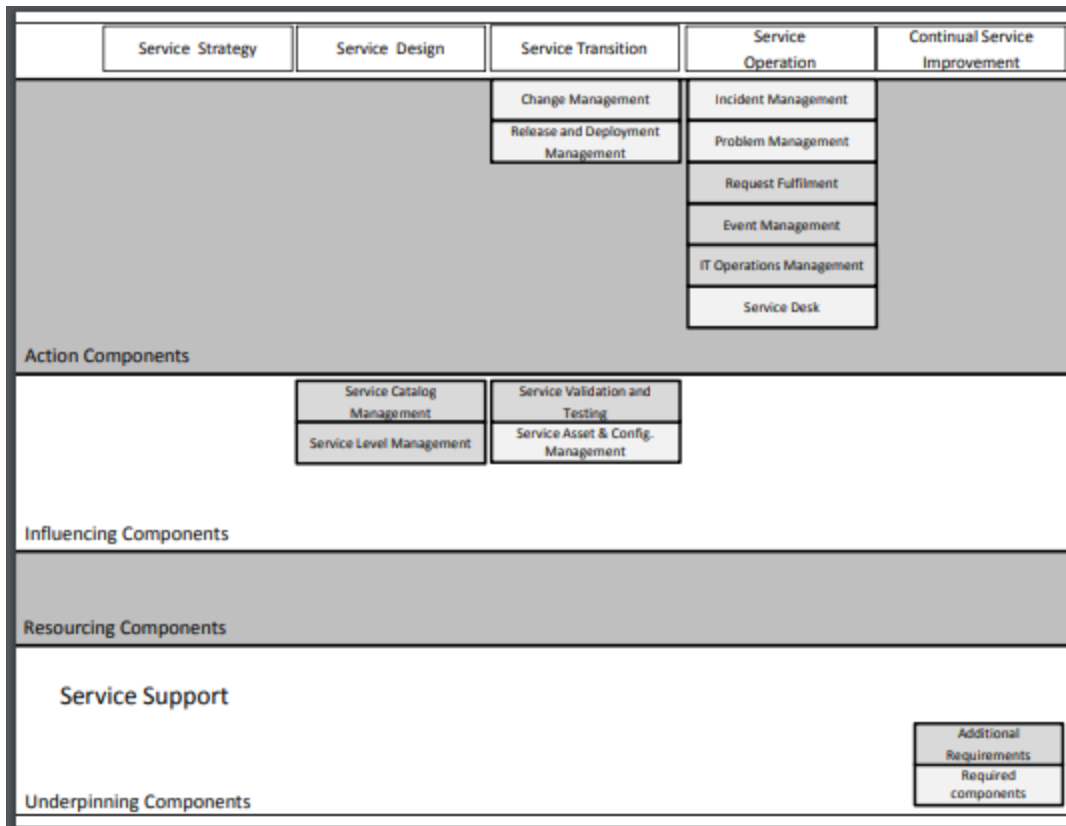 Service Strategy
Service Design
Service Transition
Service
Operation
Continual Service
Improvement
Change Management
Incident Management
Release and Deployment
Management
Problem Management
Request Fulfilment
Event Management
IT Operations Management
Service Desk
Action Components
Service Catalog
Management
Service Validation and
Testing
Service Level Management
Service Asset & Config.
Management
Influencing Components
Resourcing Components
Service Support
Additional
Requirements
Required
components
Underpinning Components